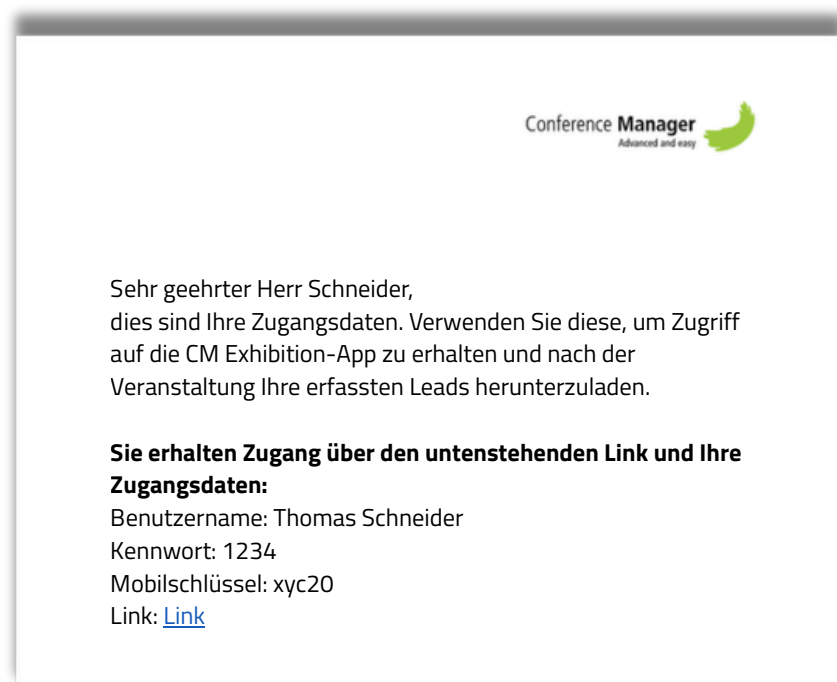 Conference Manager
Advanced and easy
Sehr geehrter Herr Schneider,
dies sind Ihre Zugangsdaten. Verwenden Sie diese, um Zugriff
auf die CM Exhibition-App zu erhalten und nach der
Veranstaltung Ihre erfassten Leads herunterzuladen.
Sie erhalten Zugang über den untenstehenden Link und Ihre
Zugangsdaten:
Benutzername: Thomas Schneider
Kennwort: 1234
Mobilschlüssel: xyc20
Link: Link